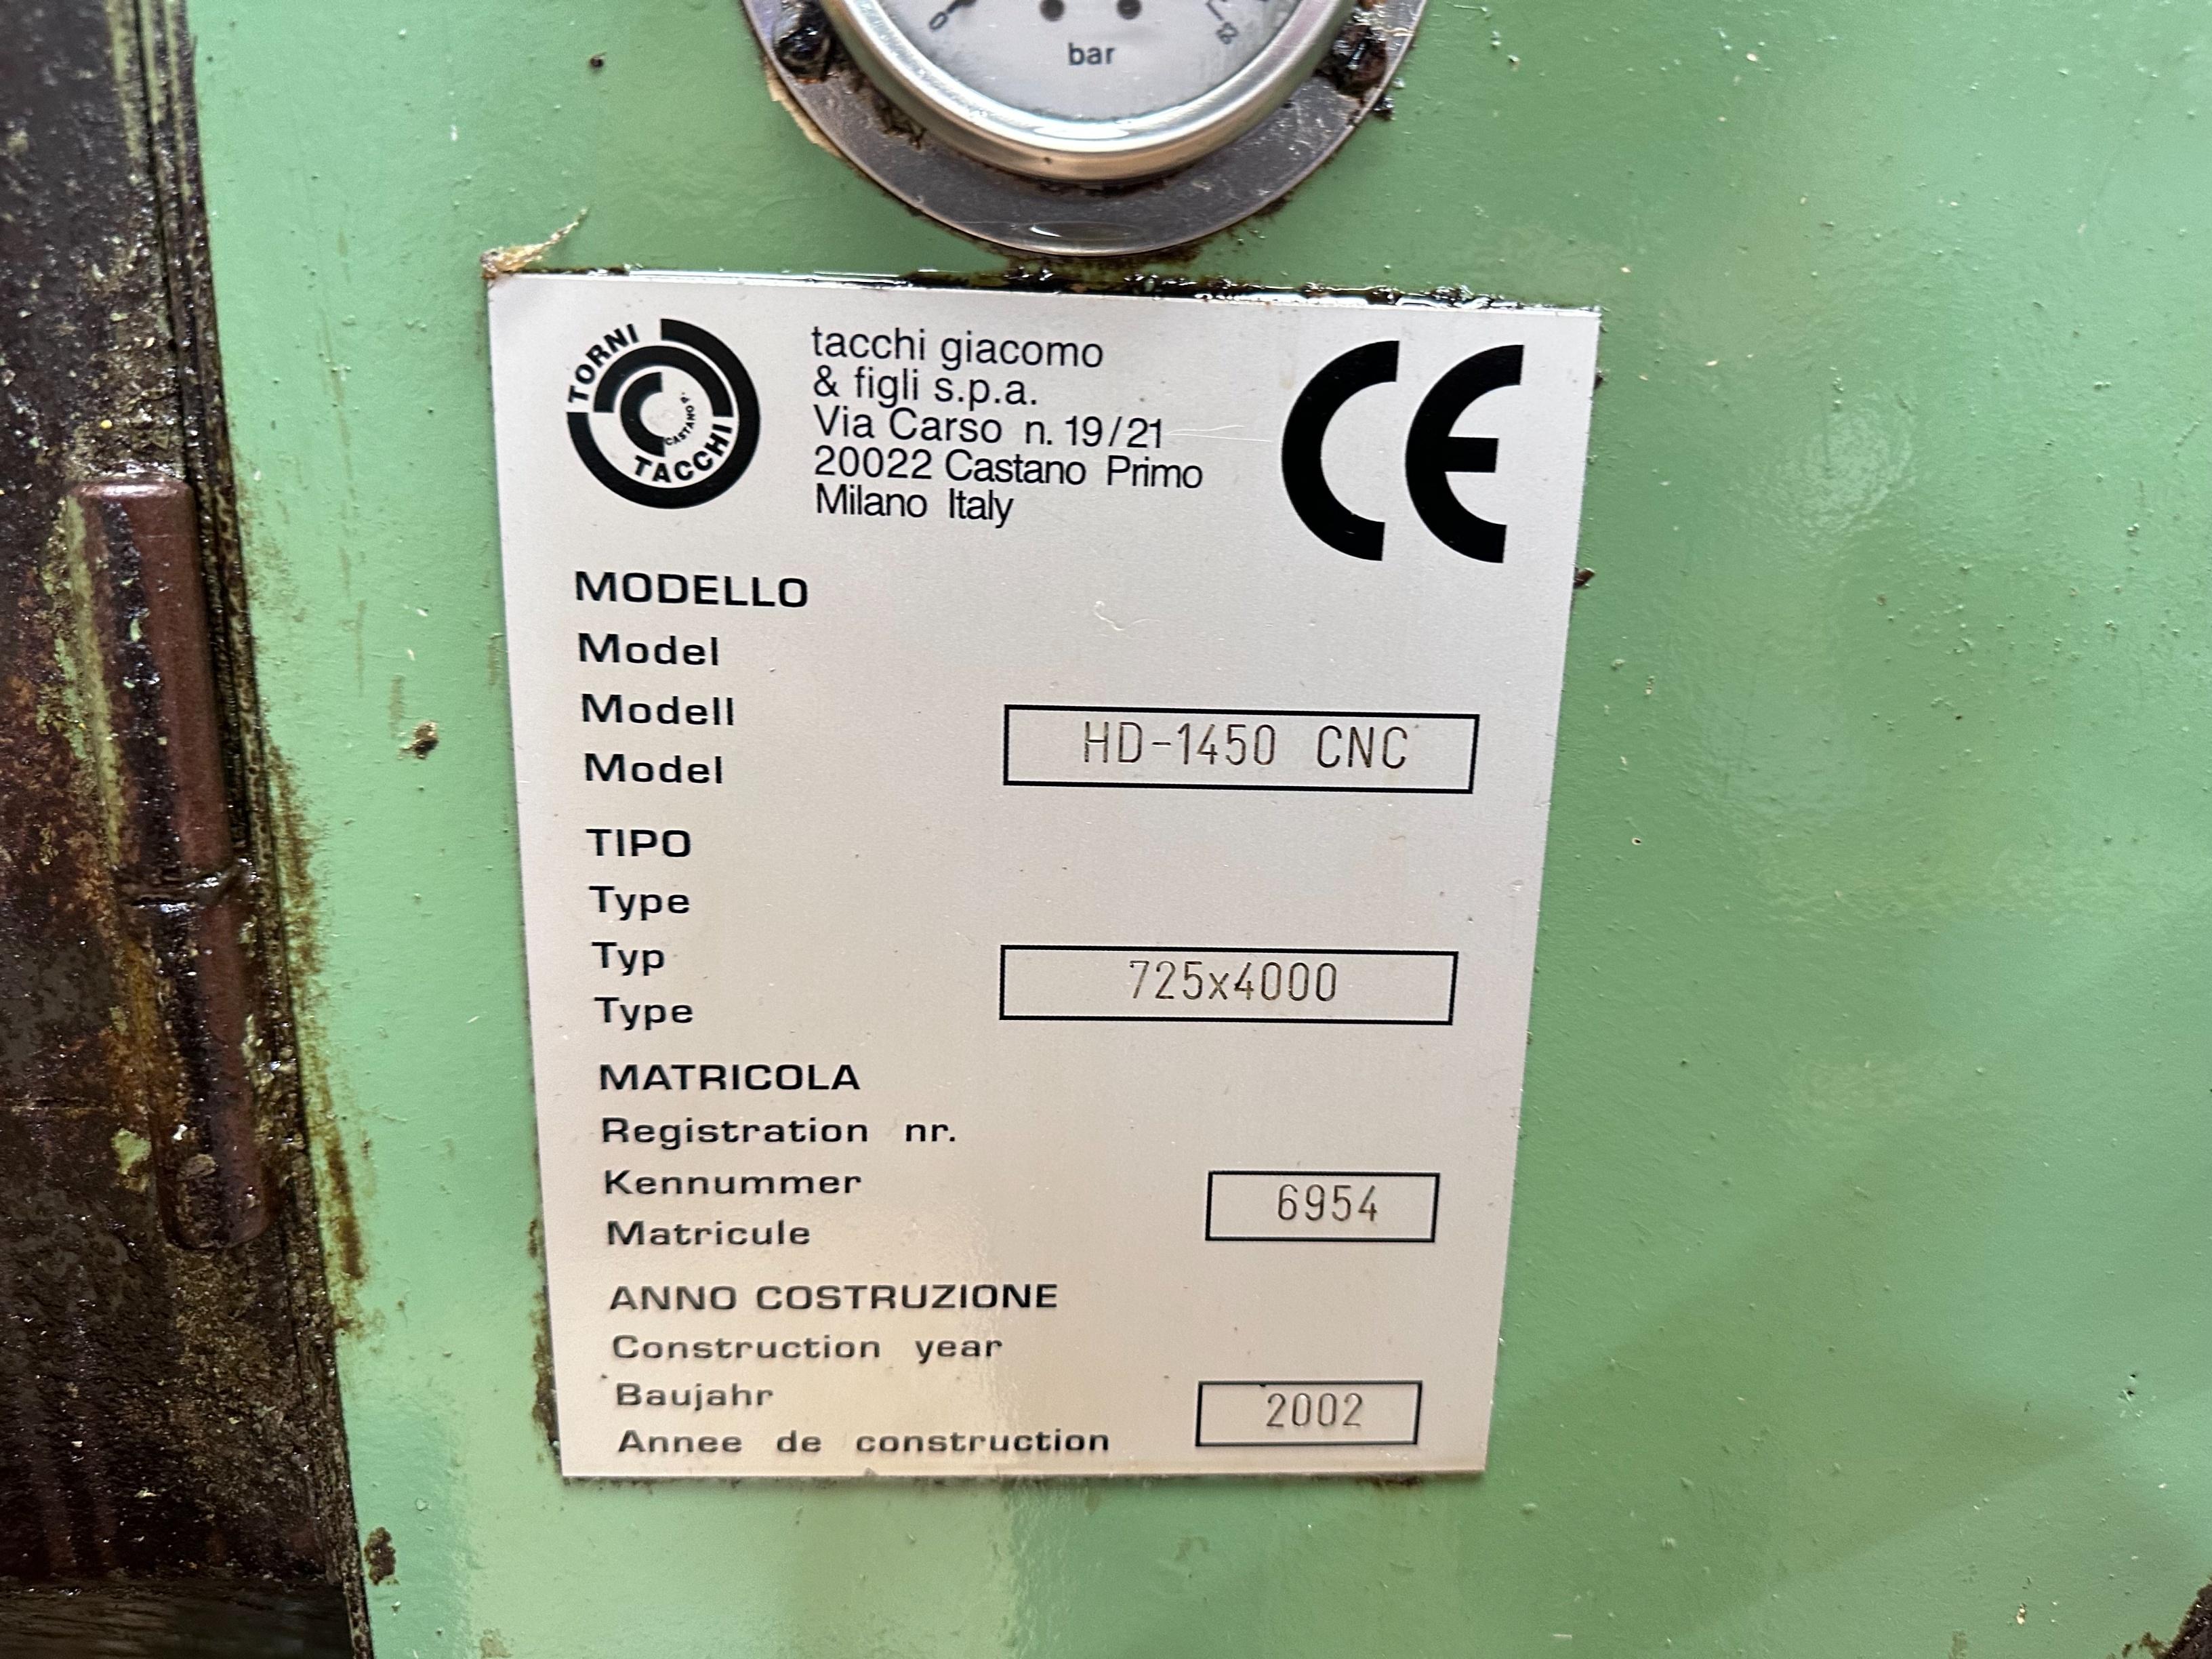 0
bar
TORNI
TACCHI
CASTANO P.
tacchi giacomo
& figli s.p.a.
Via Carso n. 19/21
20022 Castano Primo
Milano Italy
CE
MODELLO
Model
Modell
Model
HD-1450 CNC
TIPO
Type
Typ
Type
725x4000
MATRICOLA
Registration nr.
Kennummer
Matricule
6954
ANNO COSTRUZIONE
Construction year
Baujahr
Annee de construction
2002